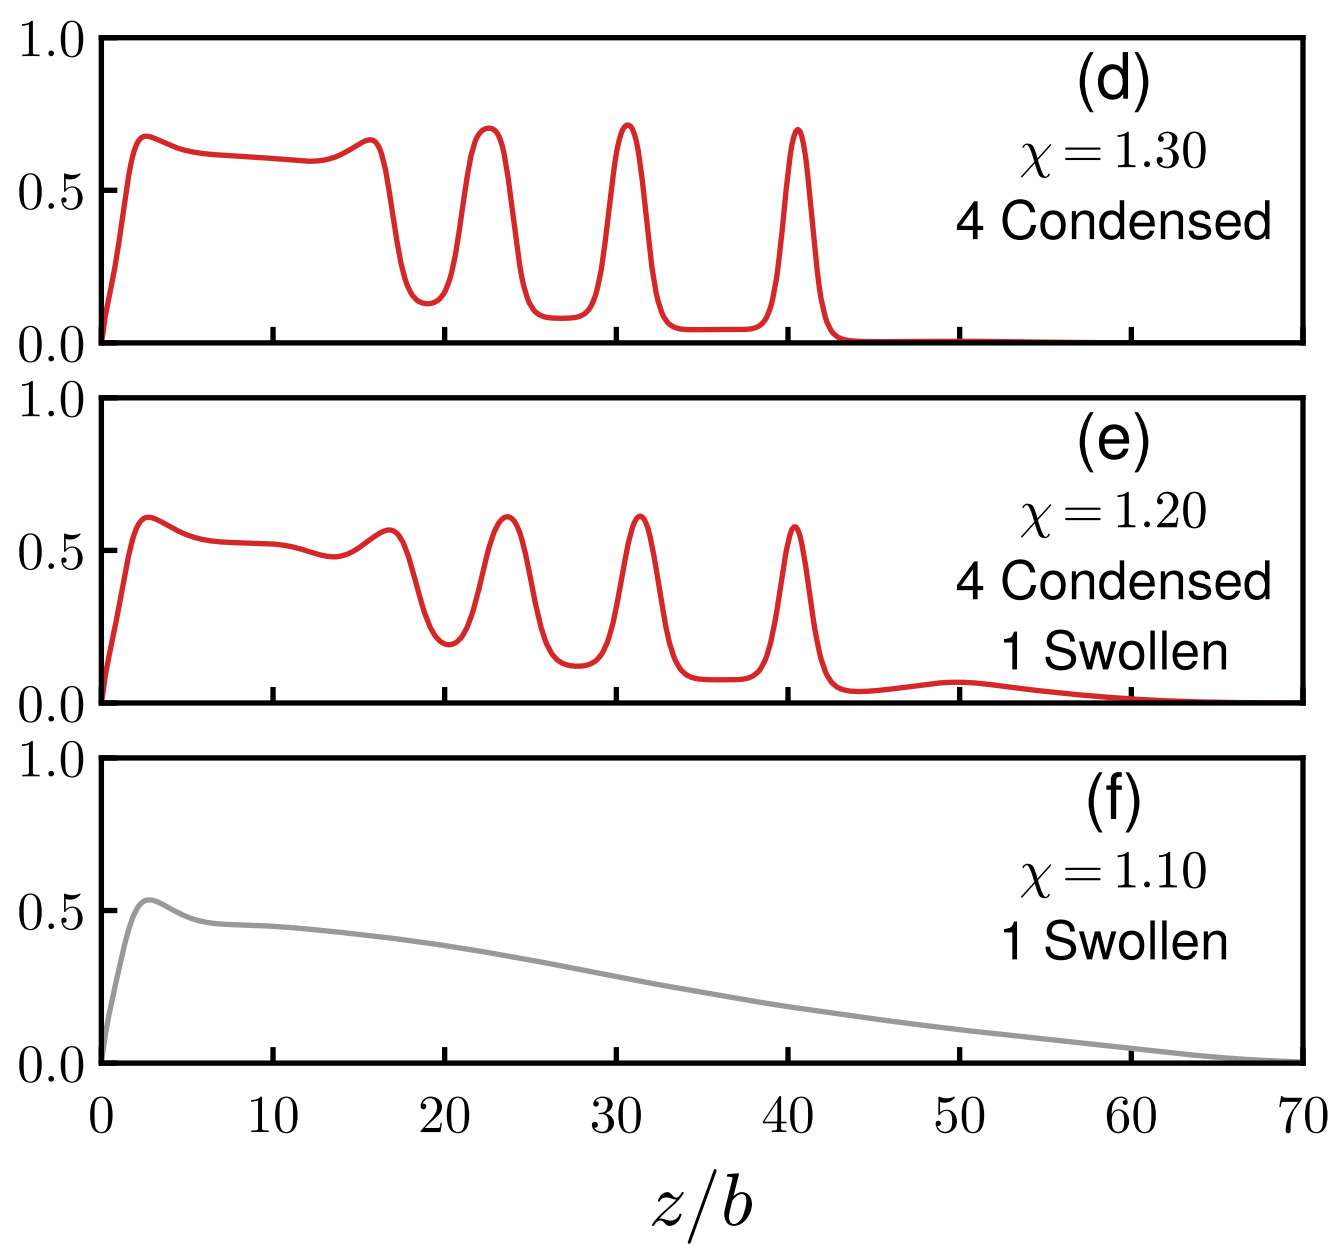 1.0
(d)
χ = 1.30
0.5
4 Condensed
0.0
1.0
(e)
χ = 1.20
0.5
4 Condensed
1 Swollen
0.0
1.0
(f)
χ = 1.10
0.5
1 Swollen
0.0
0 10 20 30 40 50 60 70
z/b